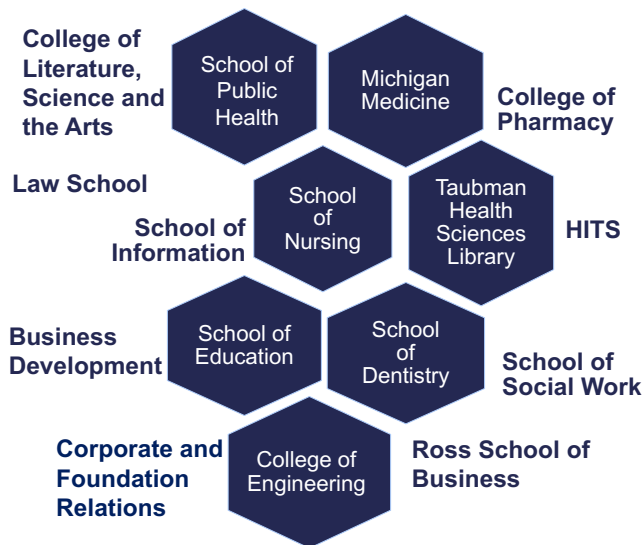 College of
Literature,
Science and
the Arts
School of
Public
Health
Michigan
Medicine
College of
Pharmacy
Law School
School of
Information
School
of
Nursing
Taubman
Health
Sciences
Library
HITS
Business
Development
School of
Education
School
of
Dentistry
School of
Social Work
Corporate and
Foundation
Relations
College of
Engineering
Ross School of
Business